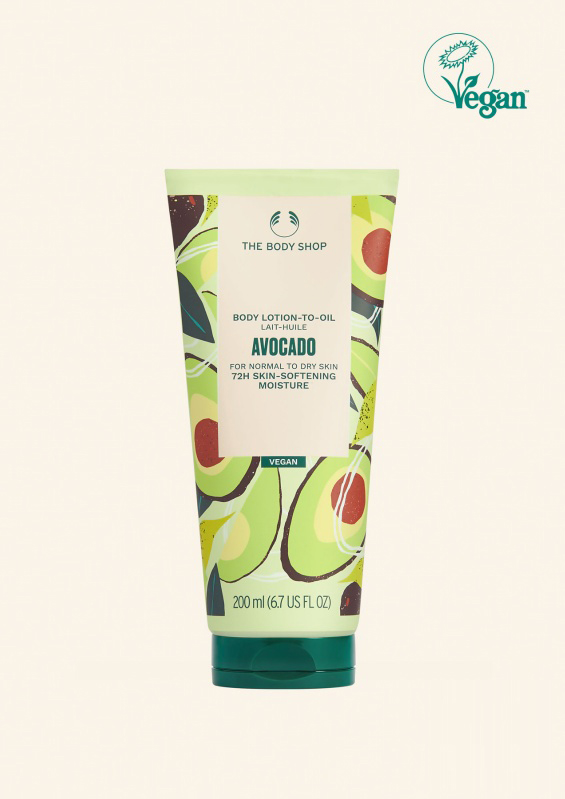 Vegan™
THE BODY SHOP
BODY LOTION-TO-OIL
LAIT-HUILE
AVOCADO
FOR NORMAL TO DRY SKIN
72H SKIN-SOFTENING
MOISTURE
VEGAN
200 ml (6.7 US FL OZ)